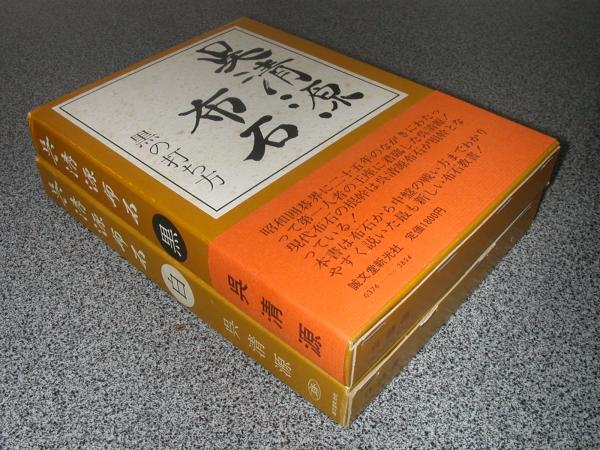 呉清源
布石
黒の打ち方
昭和囲碁界に二十五年のながきにわたっ
て第一人者の王座に君臨した呉清源！
現代布石の根幹は呉清源布石が根幹とな
っている！
本書は布石から中盤の戦い方までわかり
やすく説いた最も新しい布石教書！
誠文堂新光社 定価1800円
0376
2824
呉清源布石
黒
呉清源
呉清源布石
白
呉清源